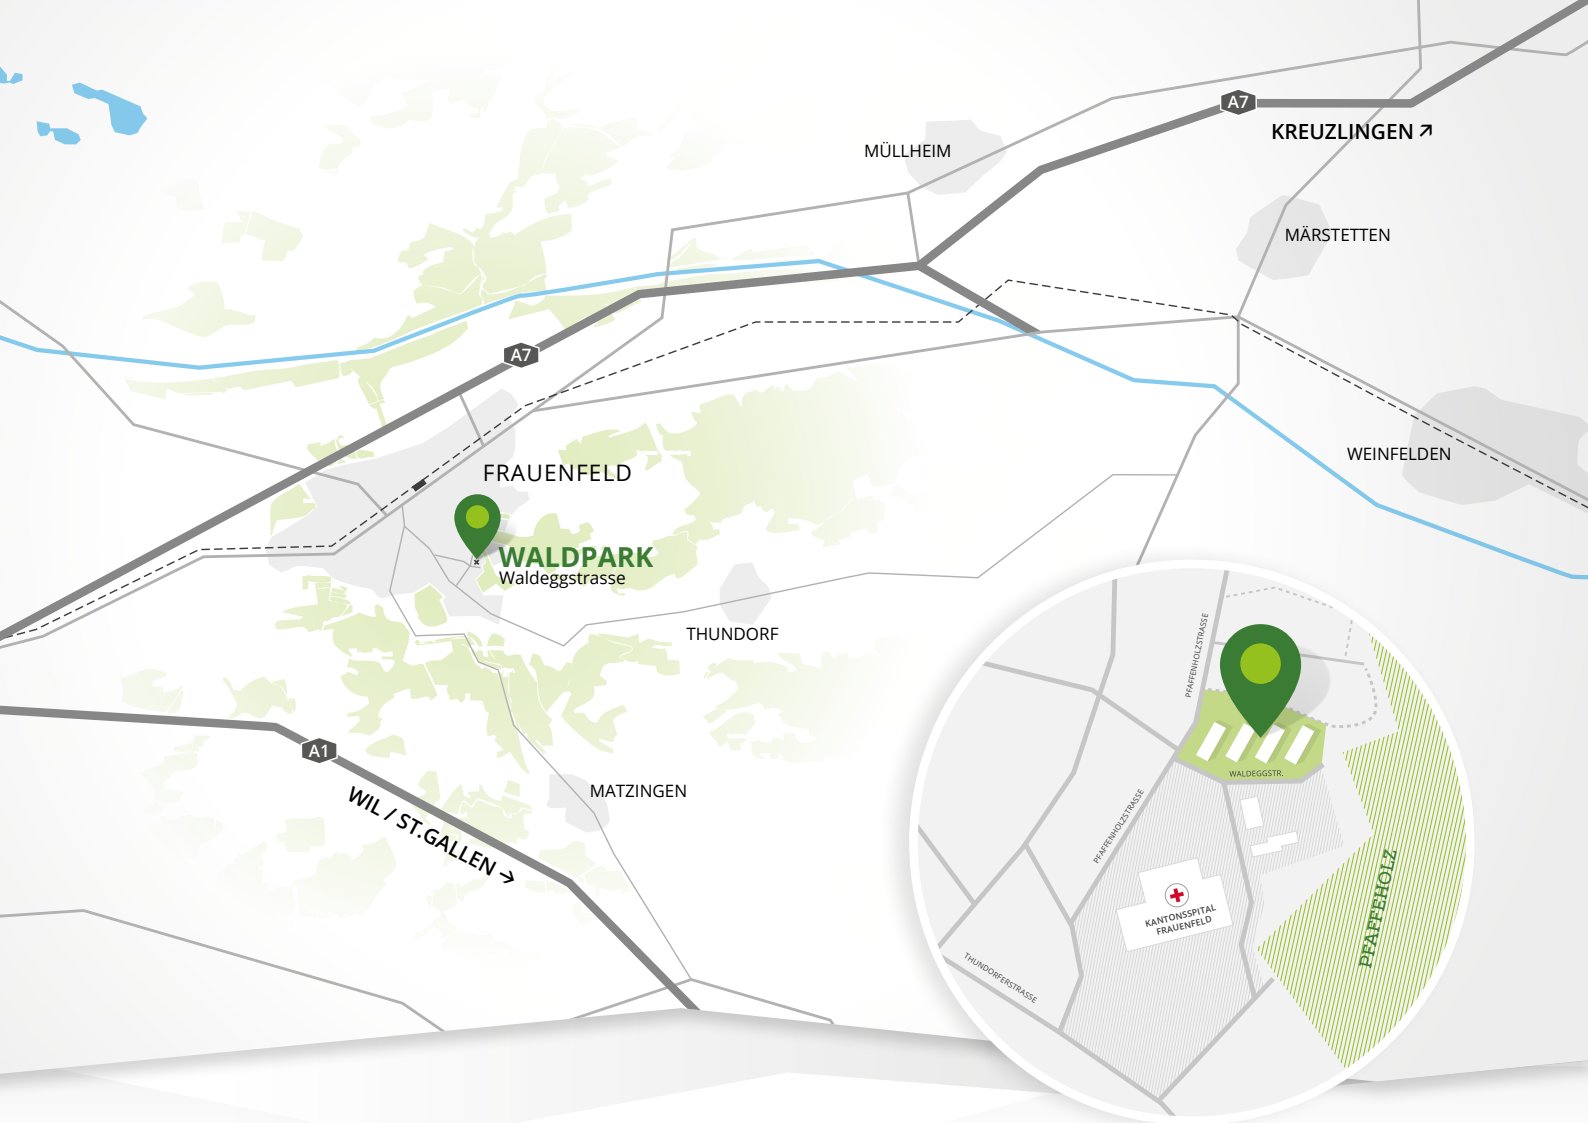 A7
KREUZLINGEN
MÜLLHEIM
MÄRSTETTEN
A7
WEINFELDEN
FRAUENFELD
WALDPARK
Waldeggstrasse
THUNDORF
A1
WIL / ST.GALLEN
MATZINGEN
PFAFFENHOLZSTRASSE
WALDEGGSTR.
PFAFFENHOLZSTRASSE
PFAFFEHOLZ
KANTONSSPITAL
FRAUENFELD
THUNDORFERSTRASSE